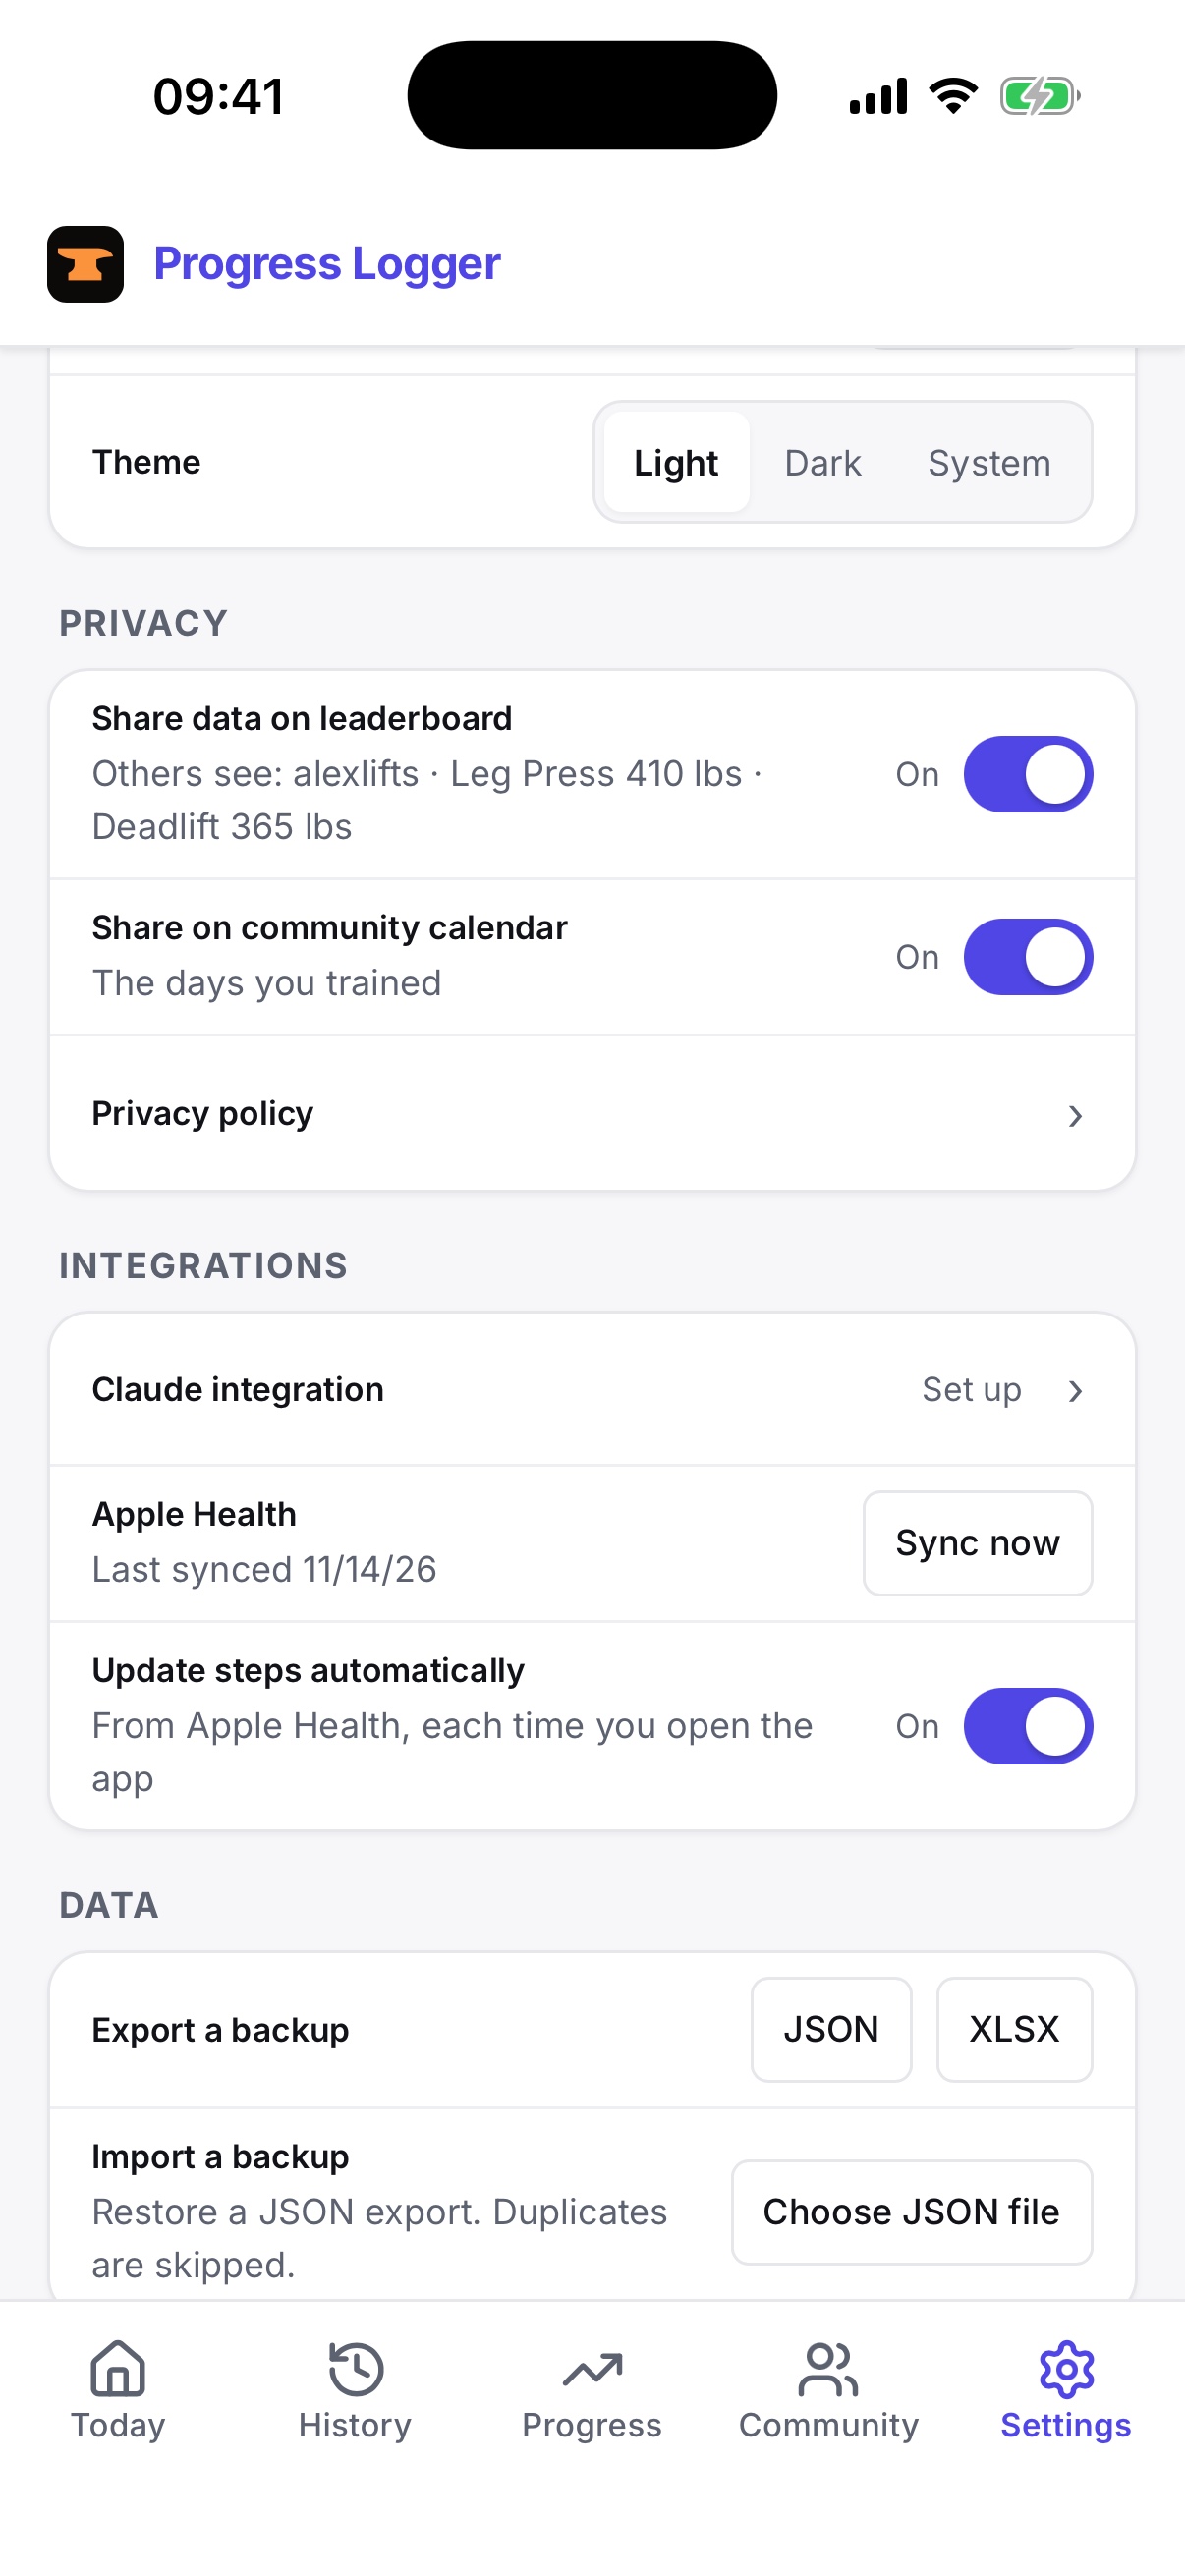 09:41
Progress Logger
Theme
Light
Dark
System
PRIVACY
Share data on leaderboard
Others see: alexlifts · Leg Press 410 lbs ·
Deadlift 365 lbs
On
Share on community calendar
The days you trained
On
Privacy policy
INTEGRATIONS
Claude integration
Set up
Apple Health
Last synced 11/14/26
Sync now
Update steps automatically
From Apple Health, each time you open the
app
On
DATA
Export a backup
JSON
XLSX
Import a backup
Restore a JSON export. Duplicates
are skipped.
Choose JSON file
Today
History
Progress
Community
Settings